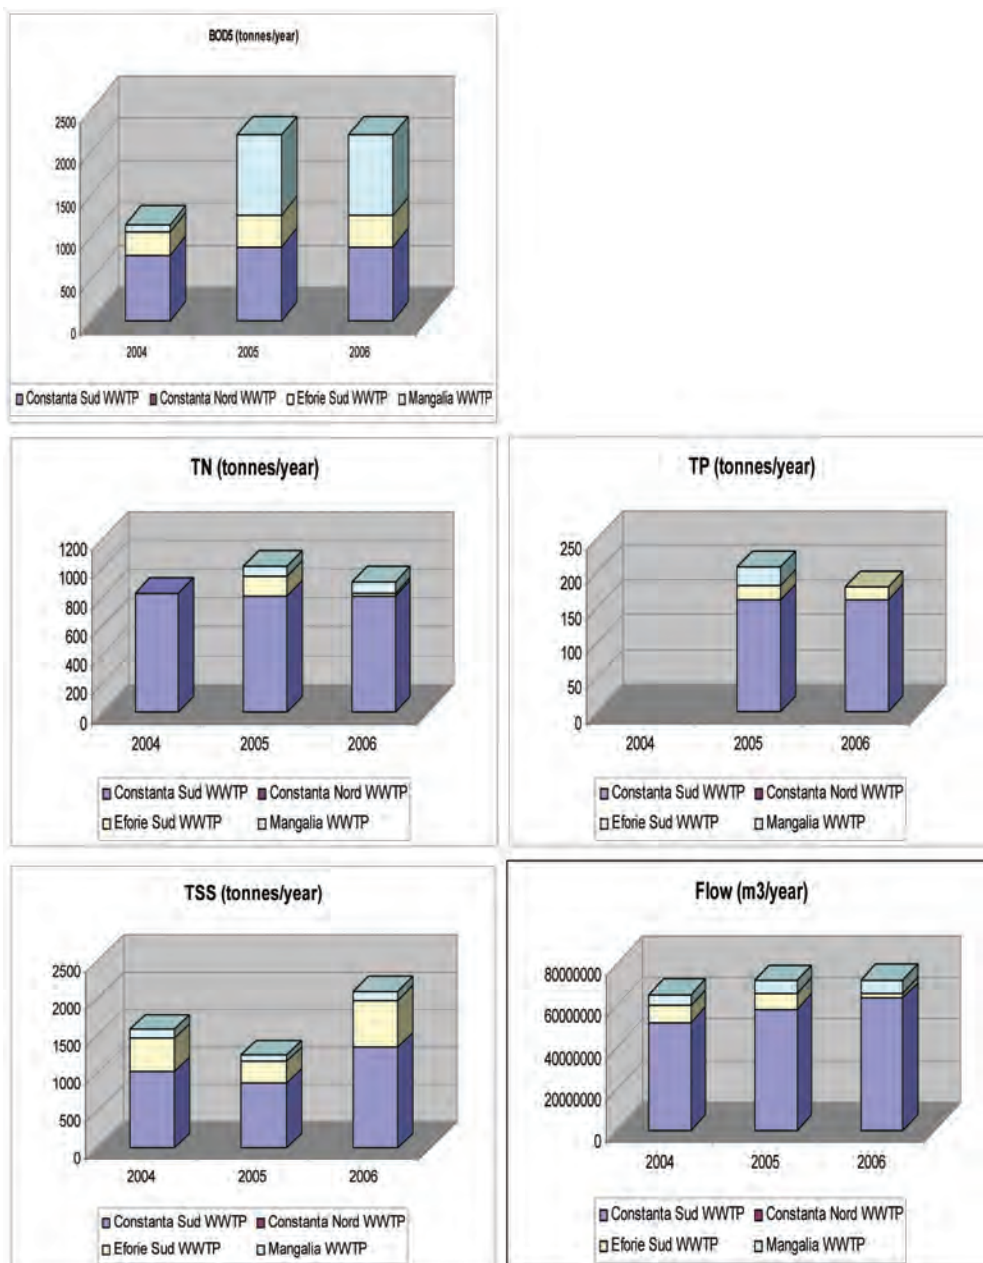 BOD5 (tonnes/year)
2500
2000
1500
1000
500
0
2004 2005 2006
Constanta Sud WWTP Constanta Nord WWTP Eforie Sud WWTP Mangalia WWTP
TN (tonnes/year)
1200
1000
800
600
400
200
0
2004 2005 2006
Constanta Sud WWTP Constanta Nord WWTP
Eforie Sud WWTP Mangalia WWTP
TP (tonnes/year)
250
200
150
100
50
0
2004 2005 2006
Constanta Sud WWTP Constanta Nord WWTP
Eforie Sud WWTP Mangalia WWTP
TSS (tonnes/year)
2500
2000
1500
1000
500
0
2004 2005 2006
Constanta Sud WWTP Constanta Nord WWTP
Eforie Sud WWTP Mangalia WWTP
Flow (m3/year)
80000000
60000000
40000000
20000000
0
2004 2005 2006
Constanta Sud WWTP Constanta Nord WWTP
Eforie Sud WWTP Mangalia WWTP